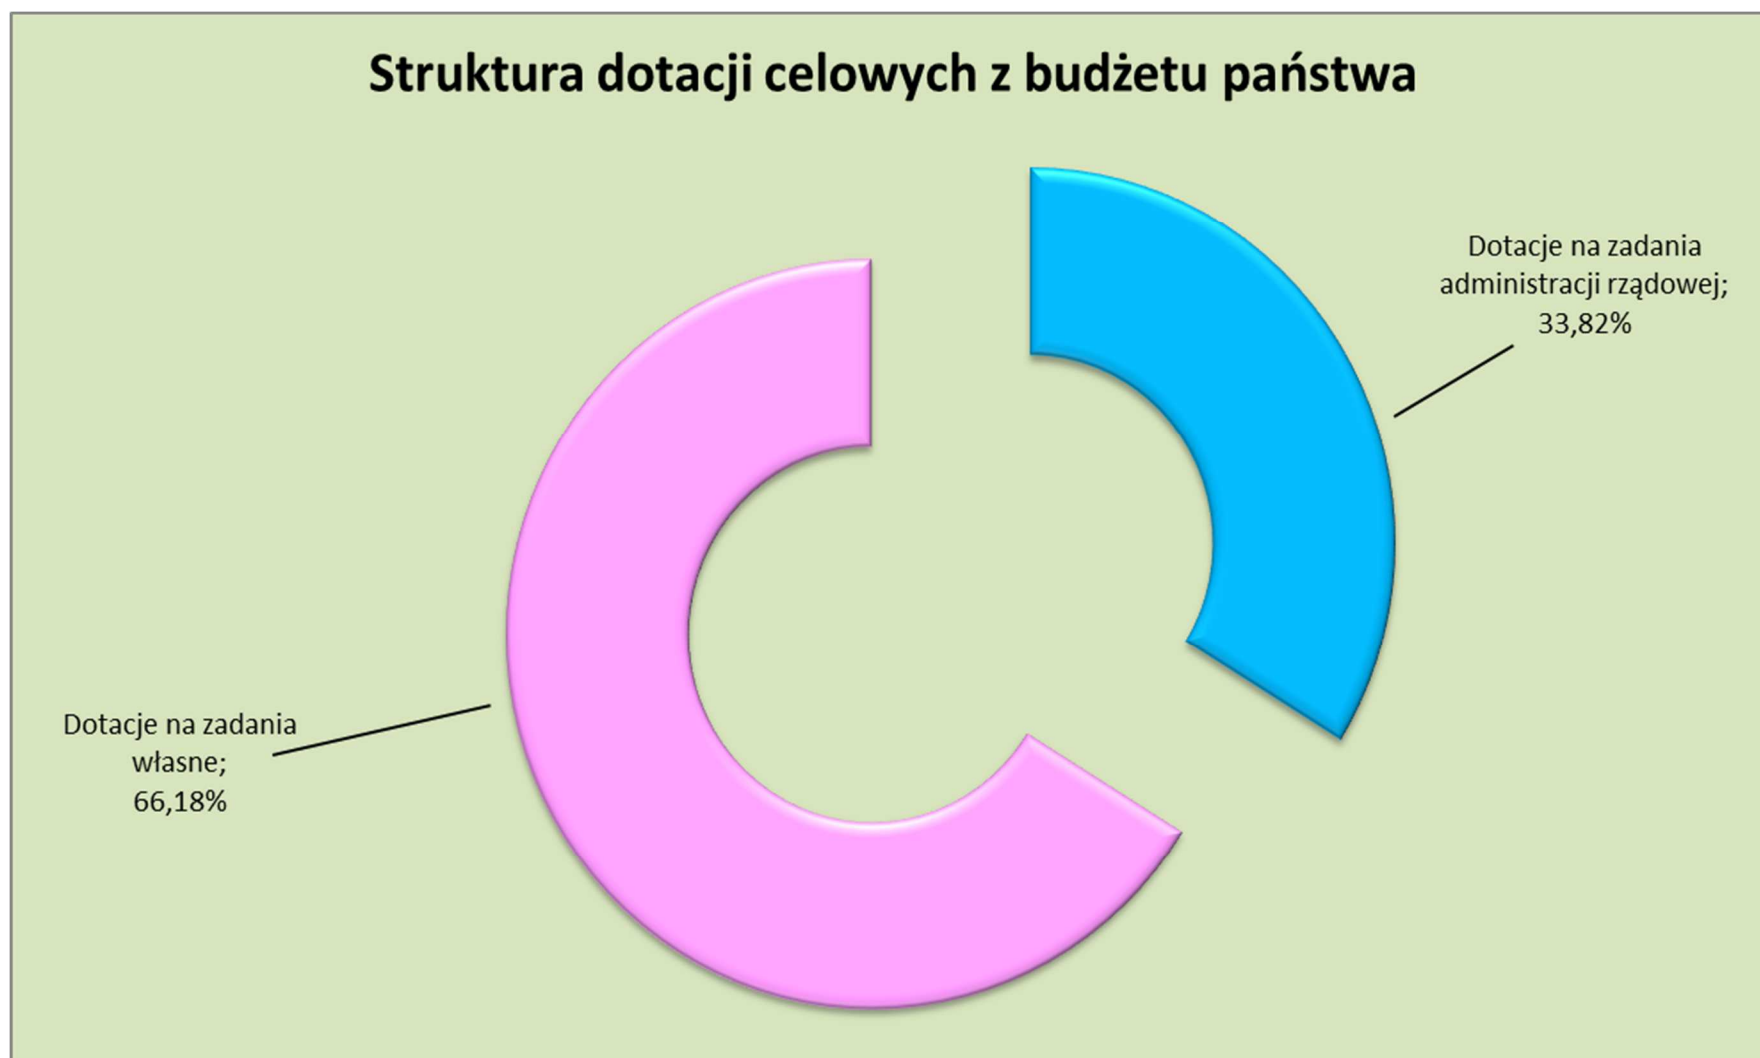 Struktura dotacji celowych z budżetu państwa
Dotacje na zadania
administracji rządowej;
33,82%
Dotacje na zadania
własne;
66,18%